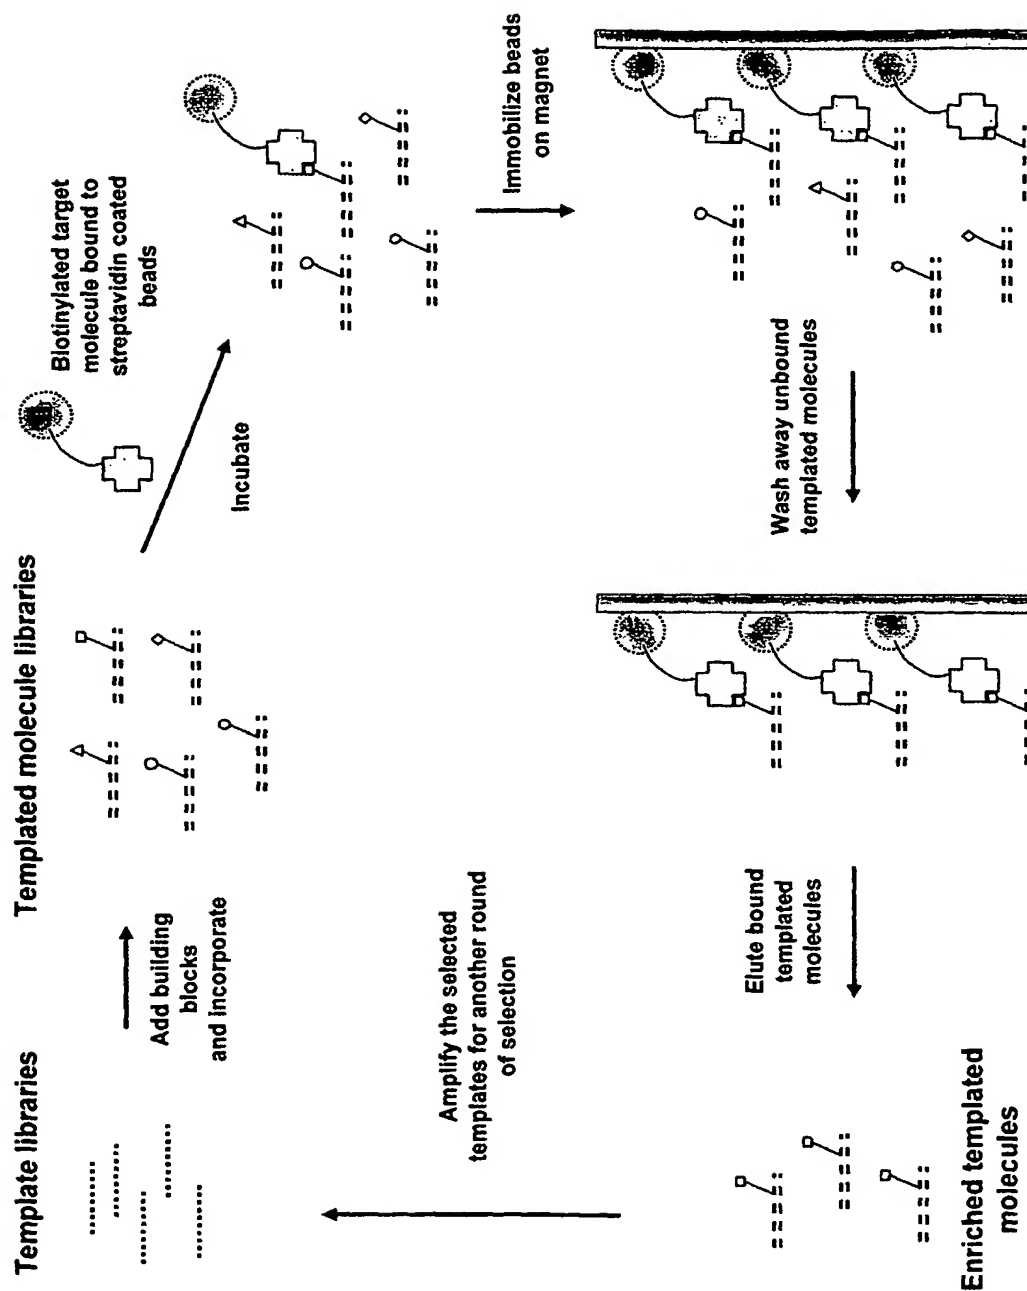 Template libraries
Add building
blocks
and incorporate
Templated molecule libraries
Biotinylated target
molecule bound to
streptavidin coated
beads
Incubate
Immobilize beads
on magnet
Wash away unbound
templated molecules
Elute bound
templated
molecules
Enriched templated
molecules
Amplify the selected
templates for another round
of selection